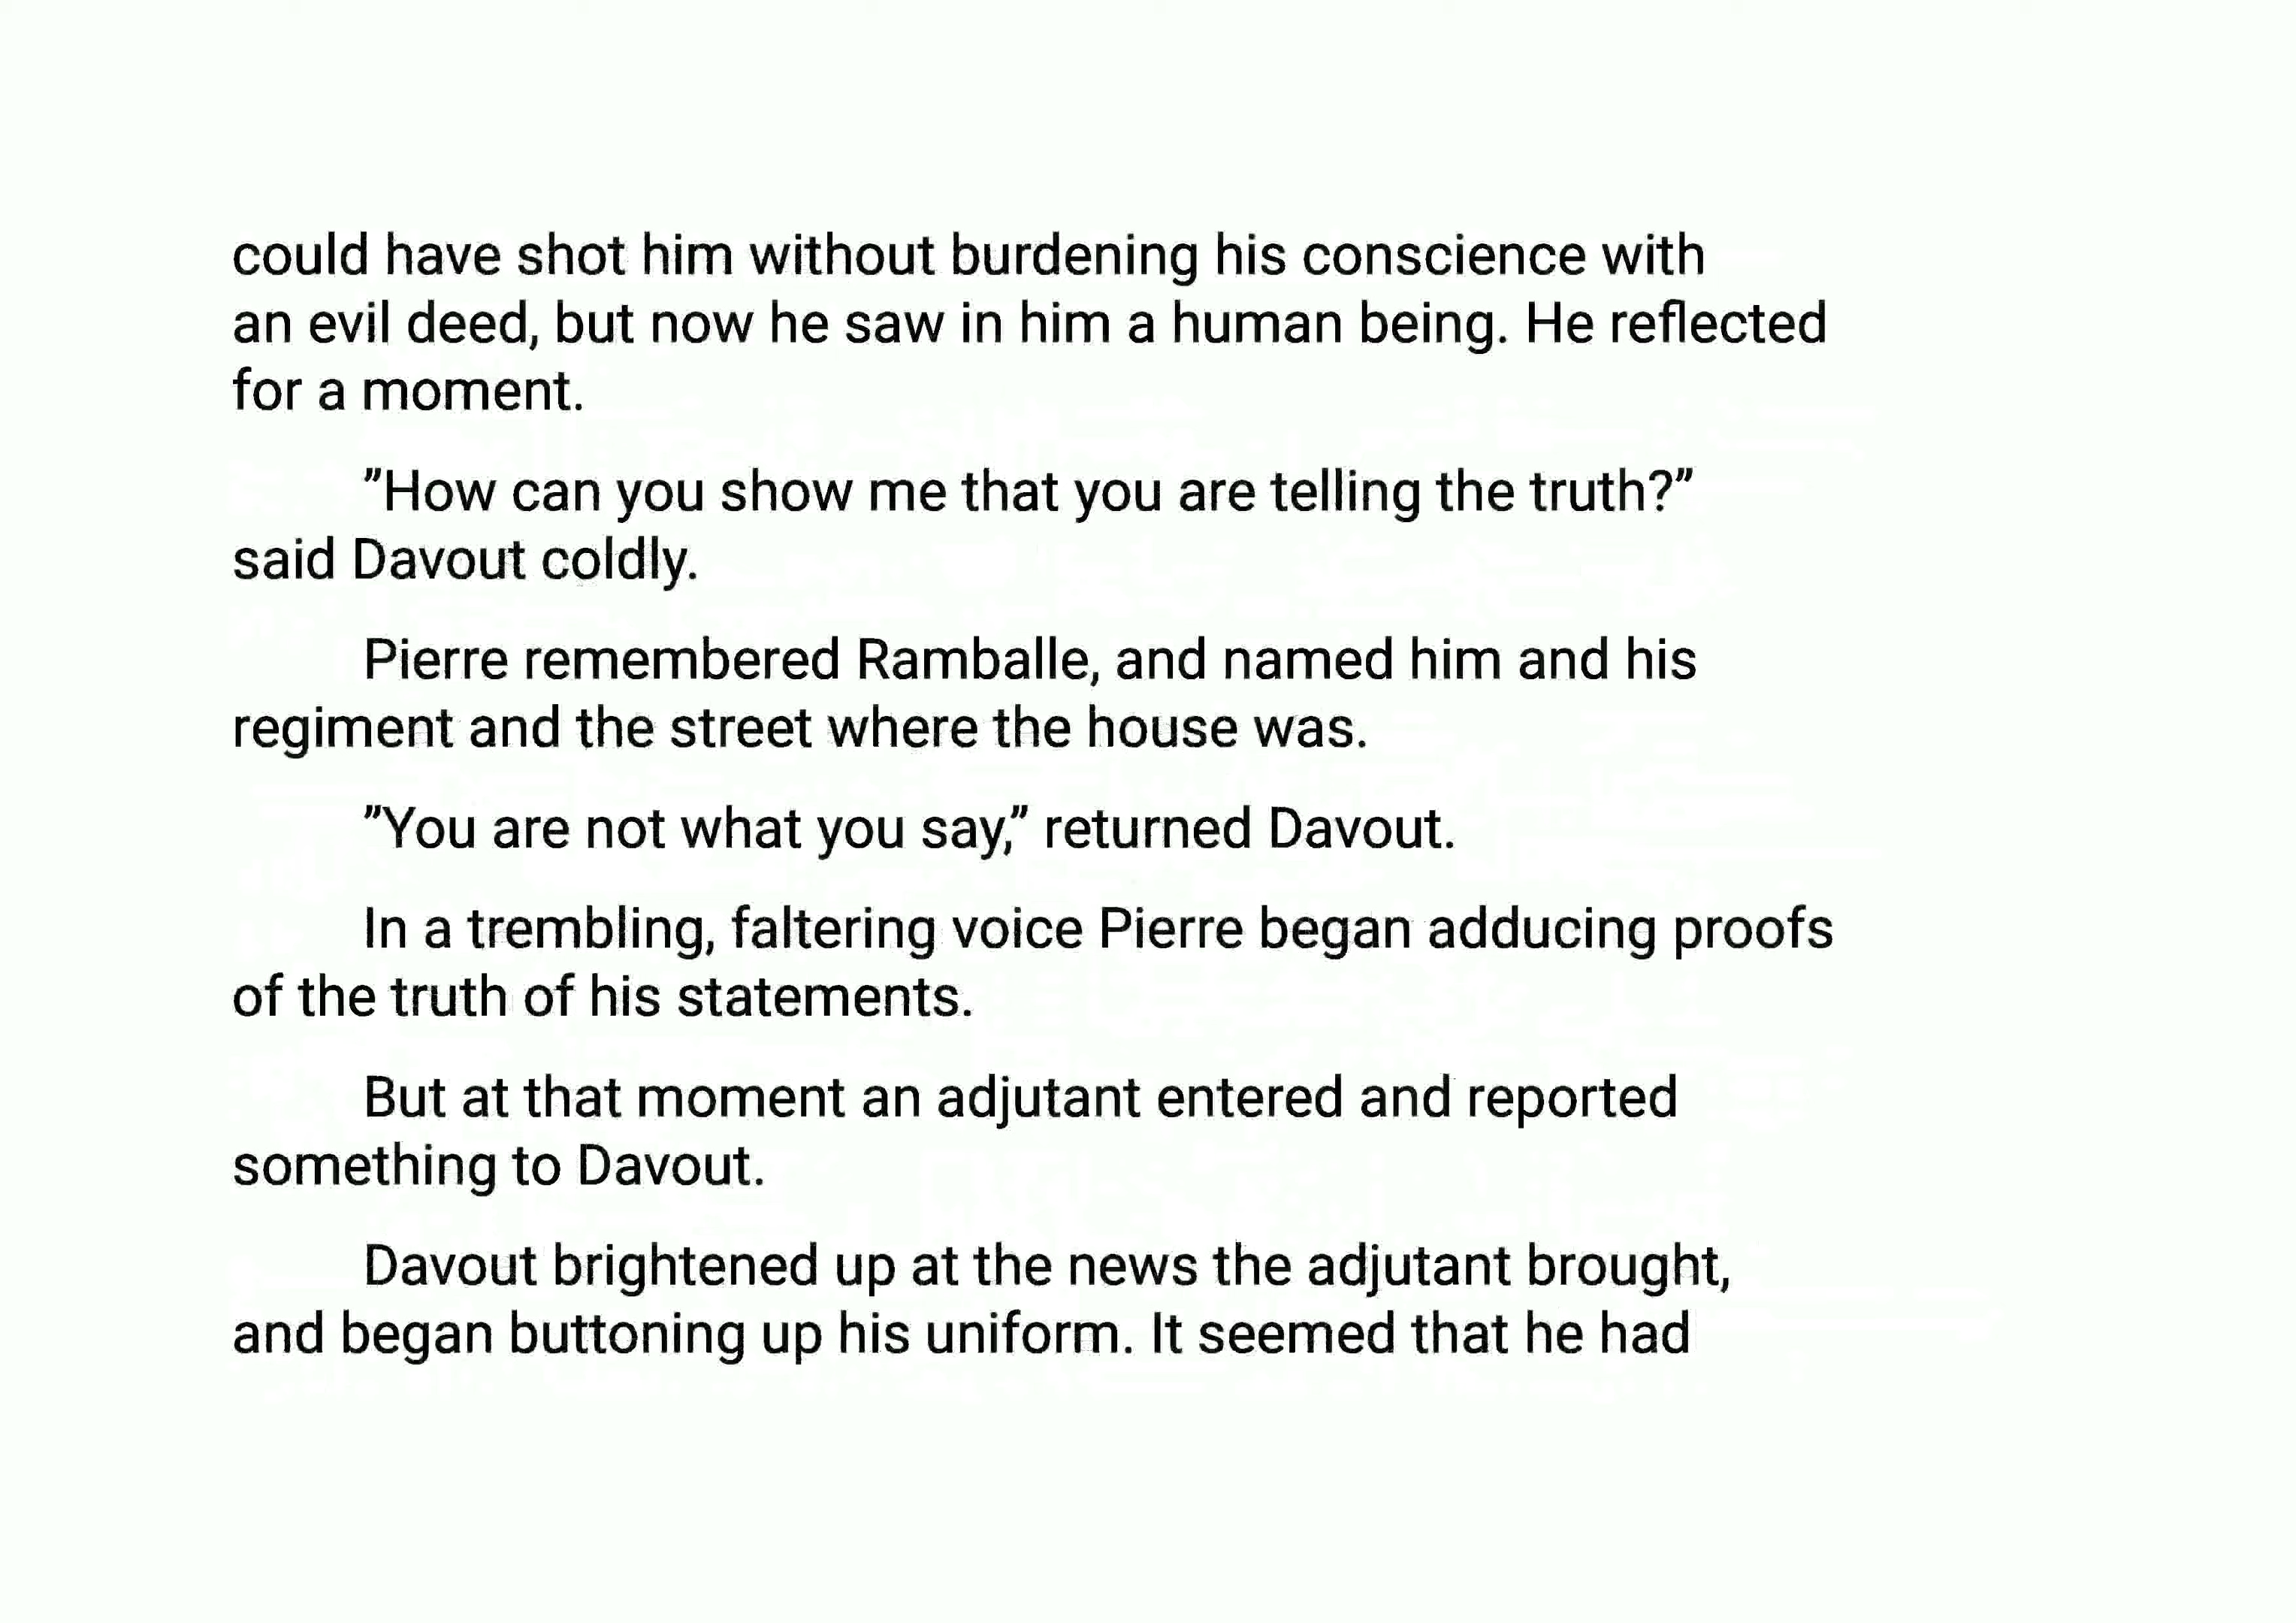 could have shot him without burdening his conscience with
an evil deed, but now he saw in him a human being. He reflected
for a moment.
”How can you show me that you are telling the truth?”
said Davout coldly.
Pierre remembered Ramballe, and named him and his
regiment and the street where the house was.
”You are not what you say,” returned Davout.
In a trembling, faltering voice Pierre began adducing proofs
of the truth of his statements.
But at that moment an adjutant entered and reported
something to Davout.
Davout brightened up at the news the adjutant brought,
and began buttoning up his uniform. It seemed that he had